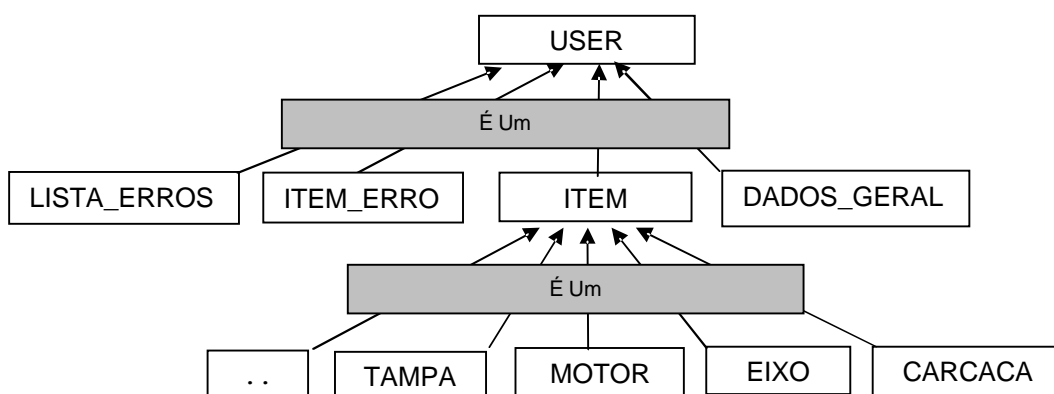 USER
É Um
LISTA_ERROS
ITEM_ERRO
ITEM
DADOS_GERAL
É Um
. .
TAMPA
MOTOR
EIXO
CARCACA